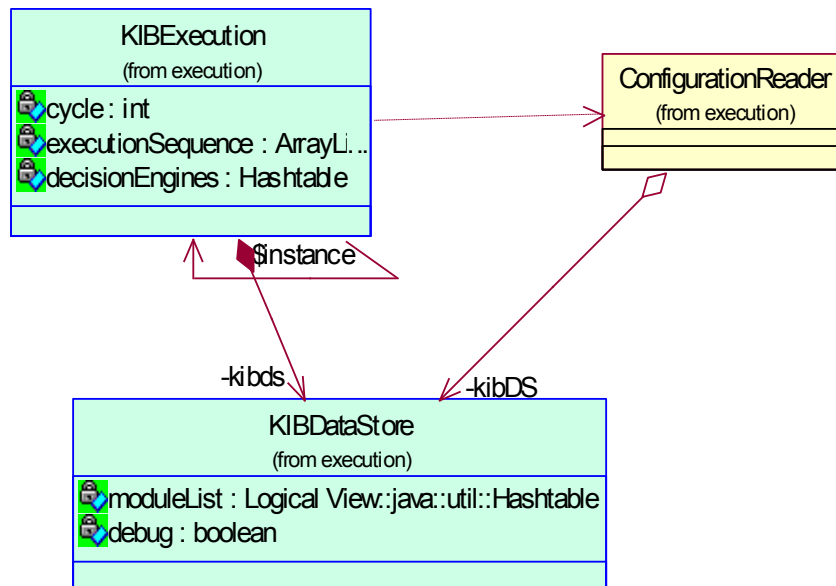 KIBExecution
(from execution)
cycle : int
executionSequence : ArrayLi...
decisionEngines : Hashtable
ConfigurationReader
(from execution)
$instance
-kibds
-kibDS
KIBDataStore
(from execution)
moduleList : Logical View::java::util::Hashtable
debug : boolean